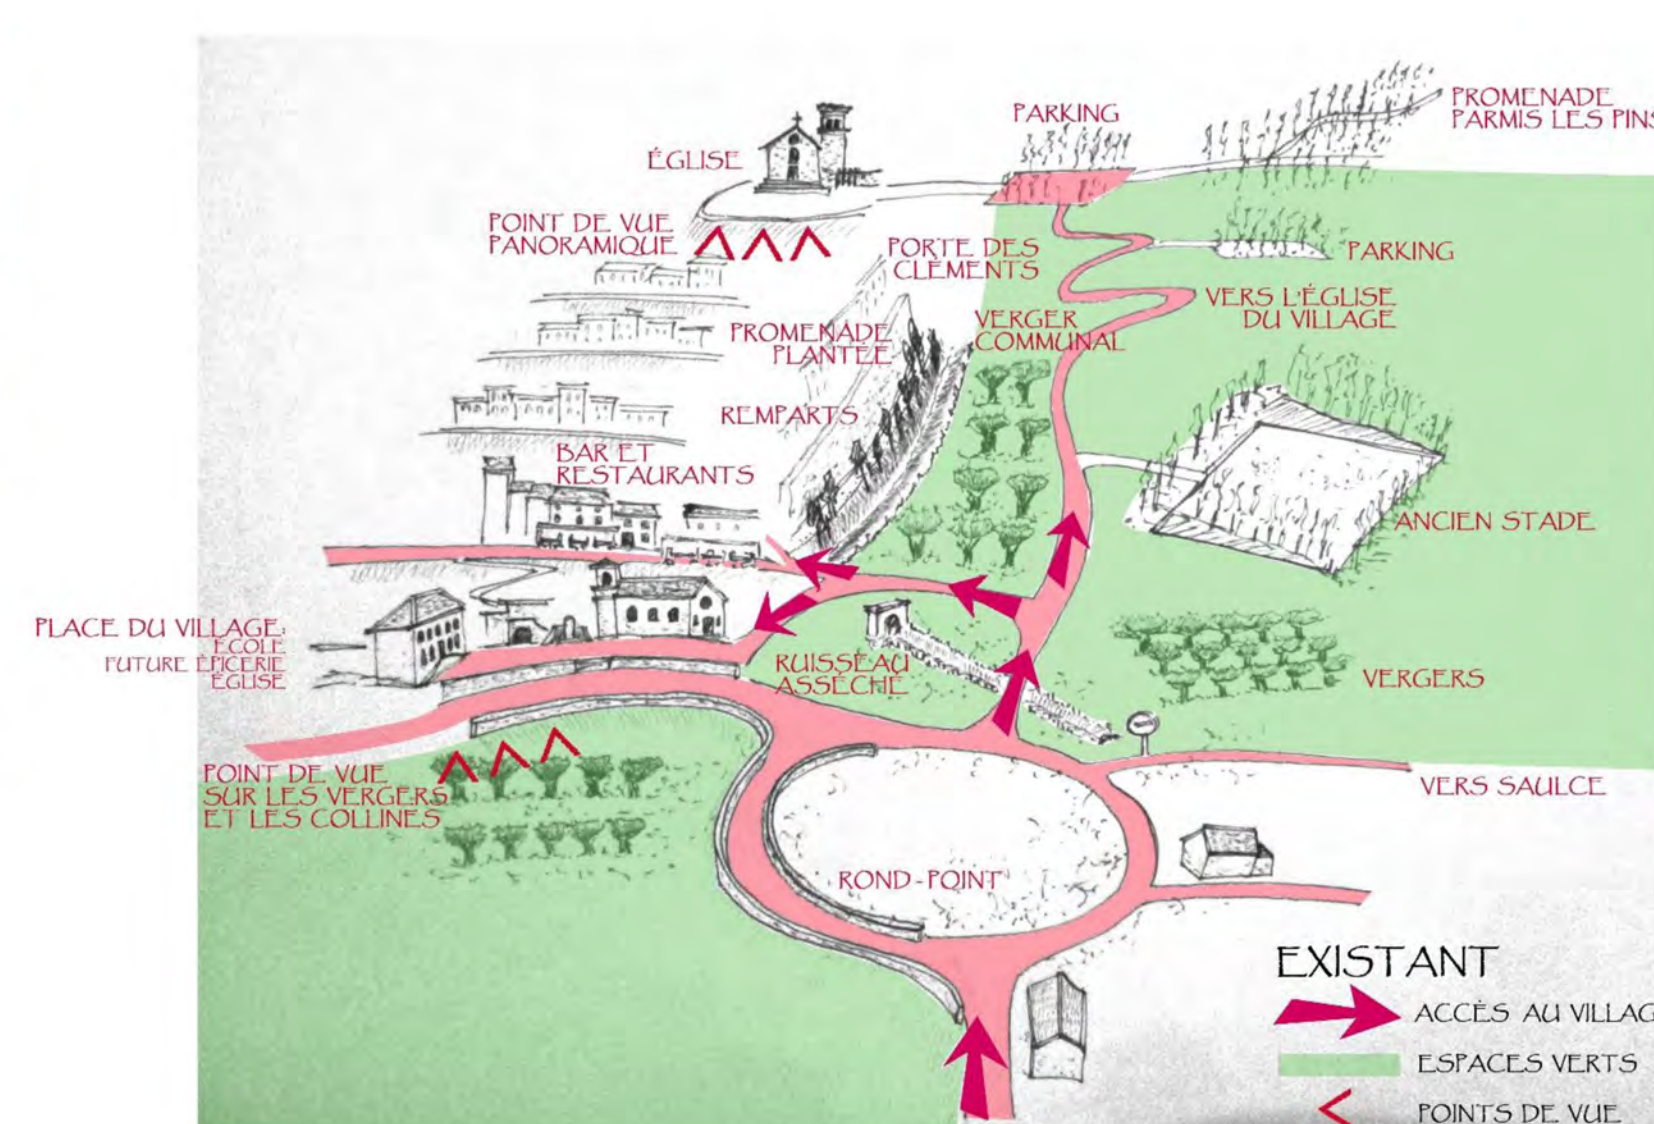 PARKING
PROMENADE
PARMIS LES PINS
ÉGLISE
POINT DE VUE
PANORAMIQUE
PORTE DES
CLÉMENTS
PARKING
VERS L'ÉGLISE
DU VILLAGE
PROMENADE
PLANTÉE
VERGER
COMMUNAL
REMPARTS
BAR ET
RESTAURANTS
ANCIEN STADE
PLACE DU VILLAGE:
ÉCOLE
FUTURE ÉPICERIE
ÉGLISE
RUISSEAU
ASSÉCHÉ
VERGERS
POINT DE VUE
SUR LES VERGERS
ET LES COLLINES
VERS SAULCE
ROND-POINT
EXISTANT
ACCÈS AU VILLAG
ESPACES VERTS
POINTS DE VUE